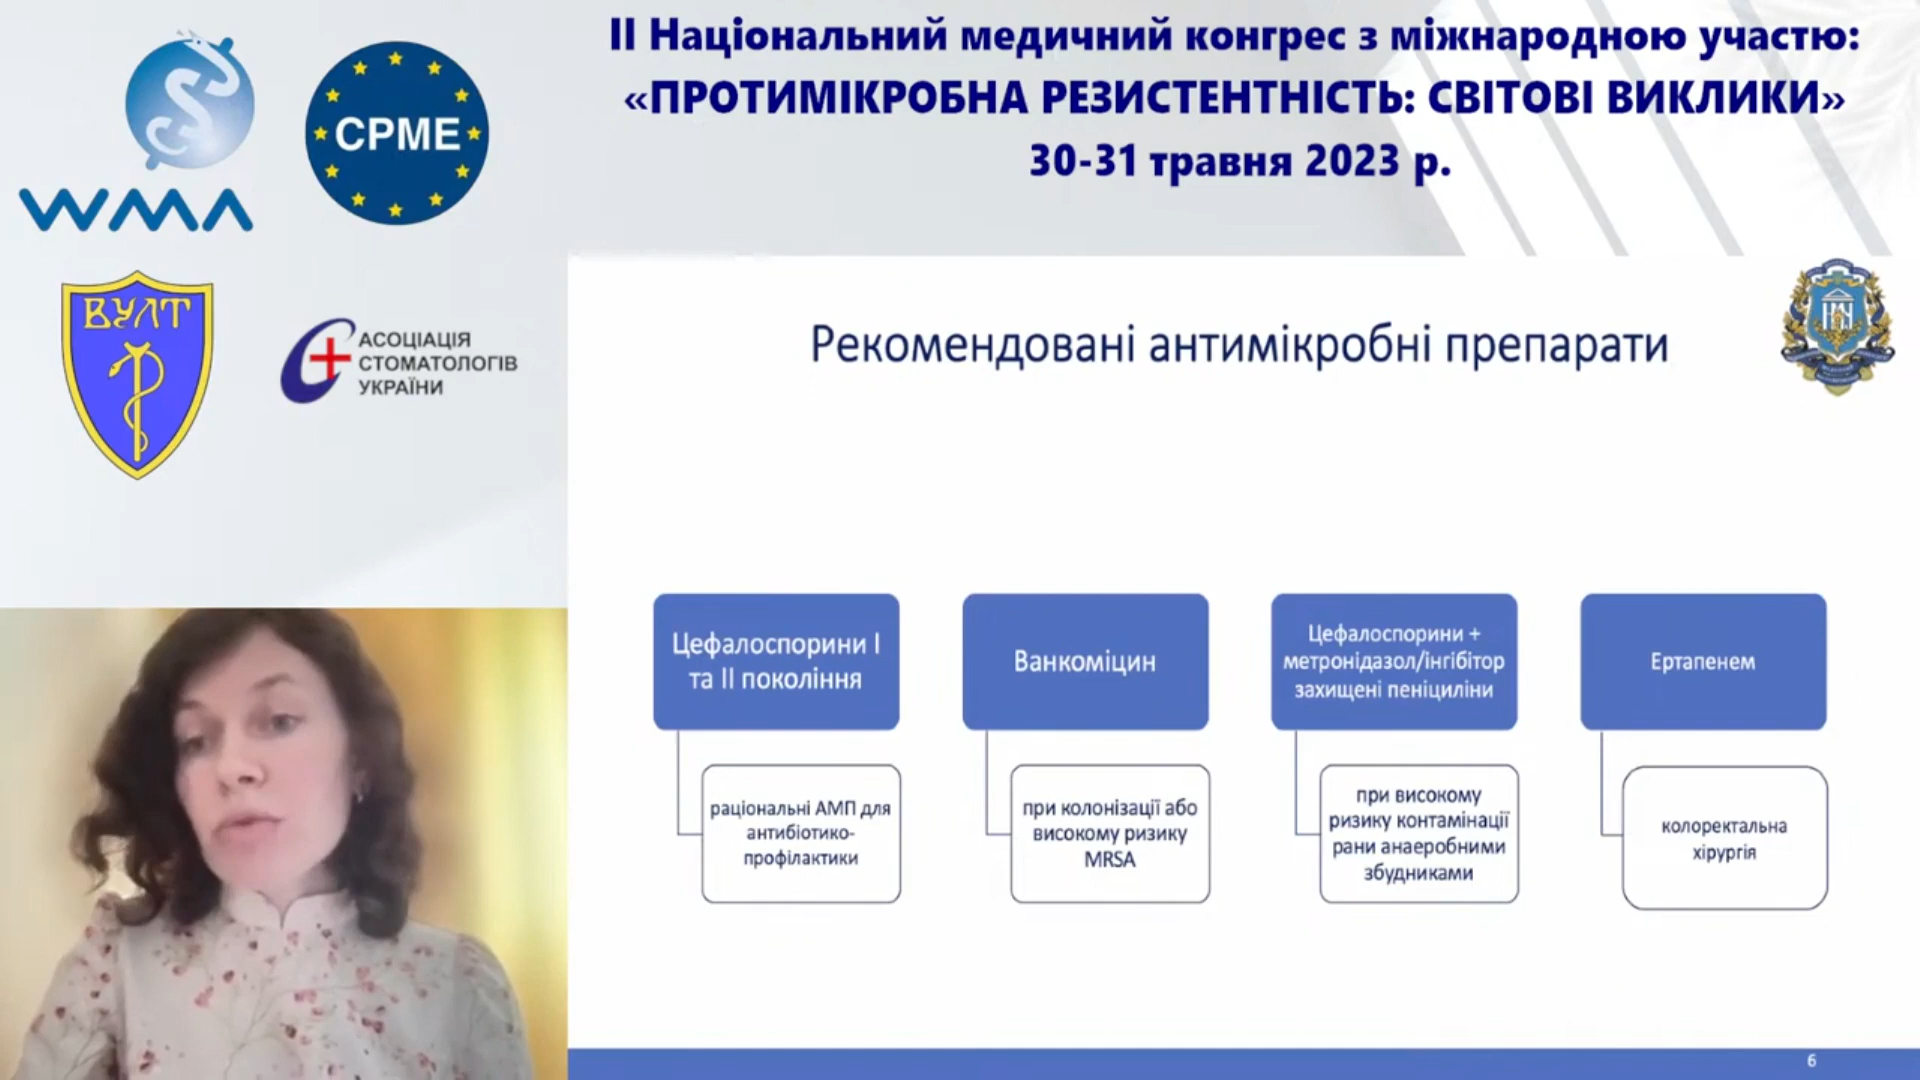 ІІ Національний медичний конгрес з міжнародною участю:
«ПРОТИМІКРОБНА РЕЗИСТЕНТНІСТЬ: СВІТОВІ ВИКЛИКИ»
30-31 травня 2023 р.
WMA
CPME
ВУЛТ
АСОЦІАЦІЯ
СТОМАТОЛОГІВ
УКРАЇНИ
Рекомендовані антимікробні препарати
Цефалоспорини І
та ІІ покоління
раціональні АМП для
антибіотико-
профілактики
Ванкоміцин
при колонізації або
високому ризику
MRSA
Цефалоспорини +
метронідазол/інгібітор
захищені пеніциліни
при високому
ризику контамінації
рани анаеробними
збудниками
Ертапенем
колоректальна
хірургія
6